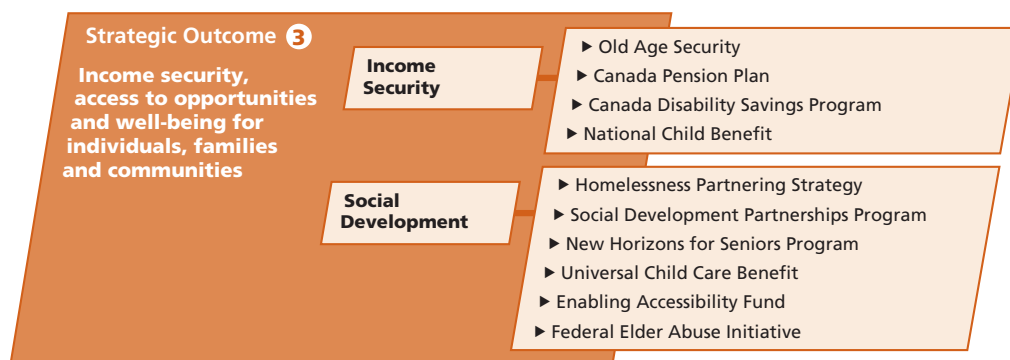 Strategic Outcome 3
Income security,
access to opportunities
and well-being for
individuals, families
and communities
Income
Security
▶ Old Age Security
▶ Canada Pension Plan
▶ Canada Disability Savings Program
▶ National Child Benefit
Social
Development
▶ Homelessness Partnering Strategy
▶ Social Development Partnerships Program
▶ New Horizons for Seniors Program
▶ Universal Child Care Benefit
▶ Enabling Accessibility Fund
▶ Federal Elder Abuse Initiative